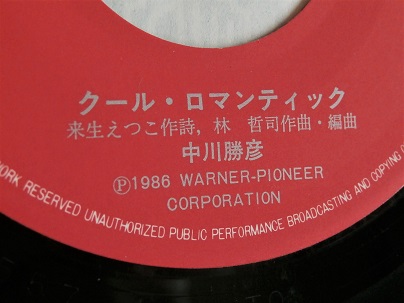 クール・ロマンティック
来生えつこ作詩, 林 哲司作曲・編曲
中川勝彦
Ⓟ1986 WARNER-PIONEER
CORPORATION
WORK RESERVED UNAUTHORIZED PUBLIC PERFORMANCE BROADCASTING AND COPYING O